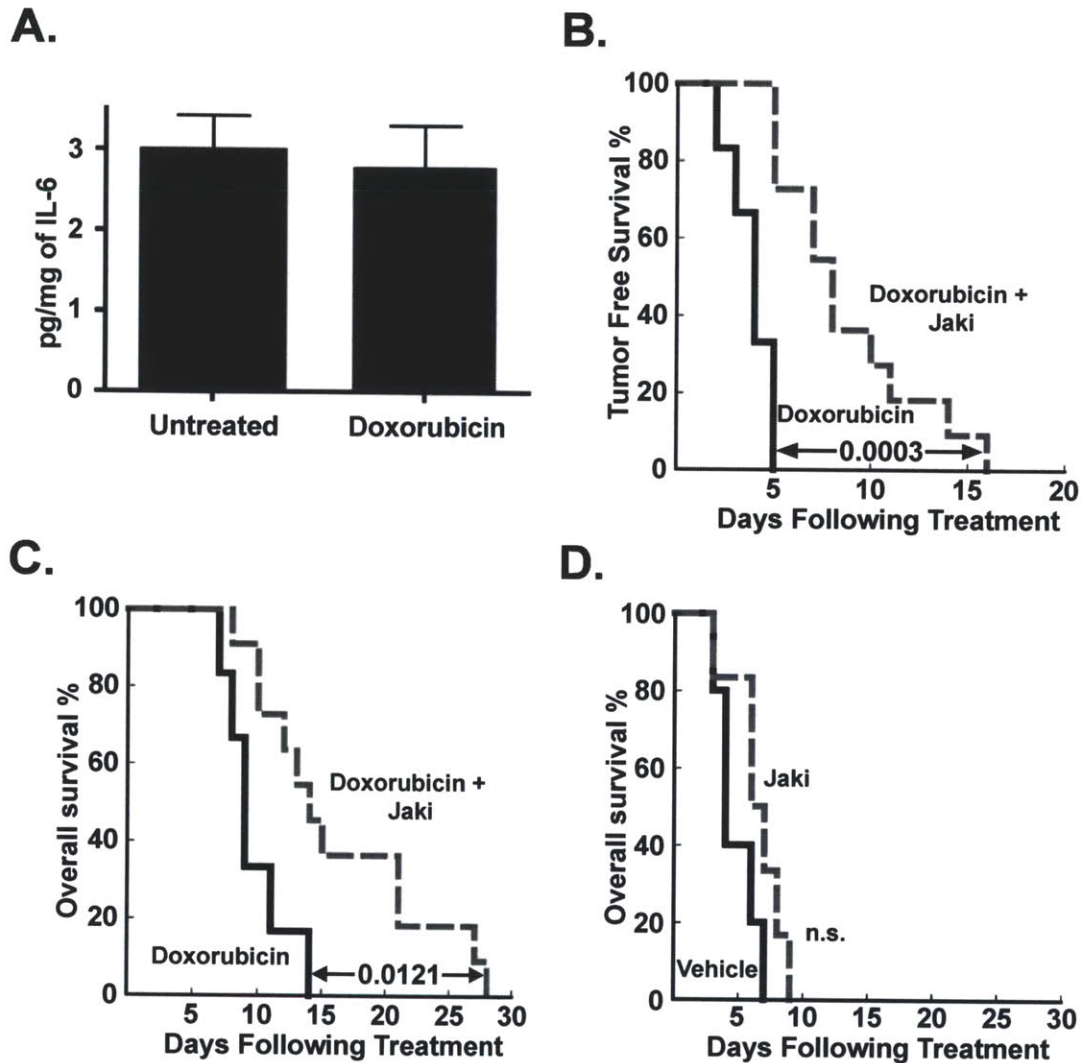 A.
pg/mg of IL-6
3
2
1
0
Untreated Doxorubicin
B.
Tumor Free Survival %
100
80
60
40
20
0
Doxorubicin +
Jaki
Doxorubicin
0.0003
5 10 15 20
Days Following Treatment
C.
Overall survival %
100
80
60
40
20
0
Doxorubicin +
Jaki
Doxorubicin
0.0121
5 10 15 20 25 30
Days Following Treatment
D.
Overall survival %
100
80
60
40
20
0
Jaki
n.s.
Vehicle
5 10 15 20 25 30
Days Following Treatment